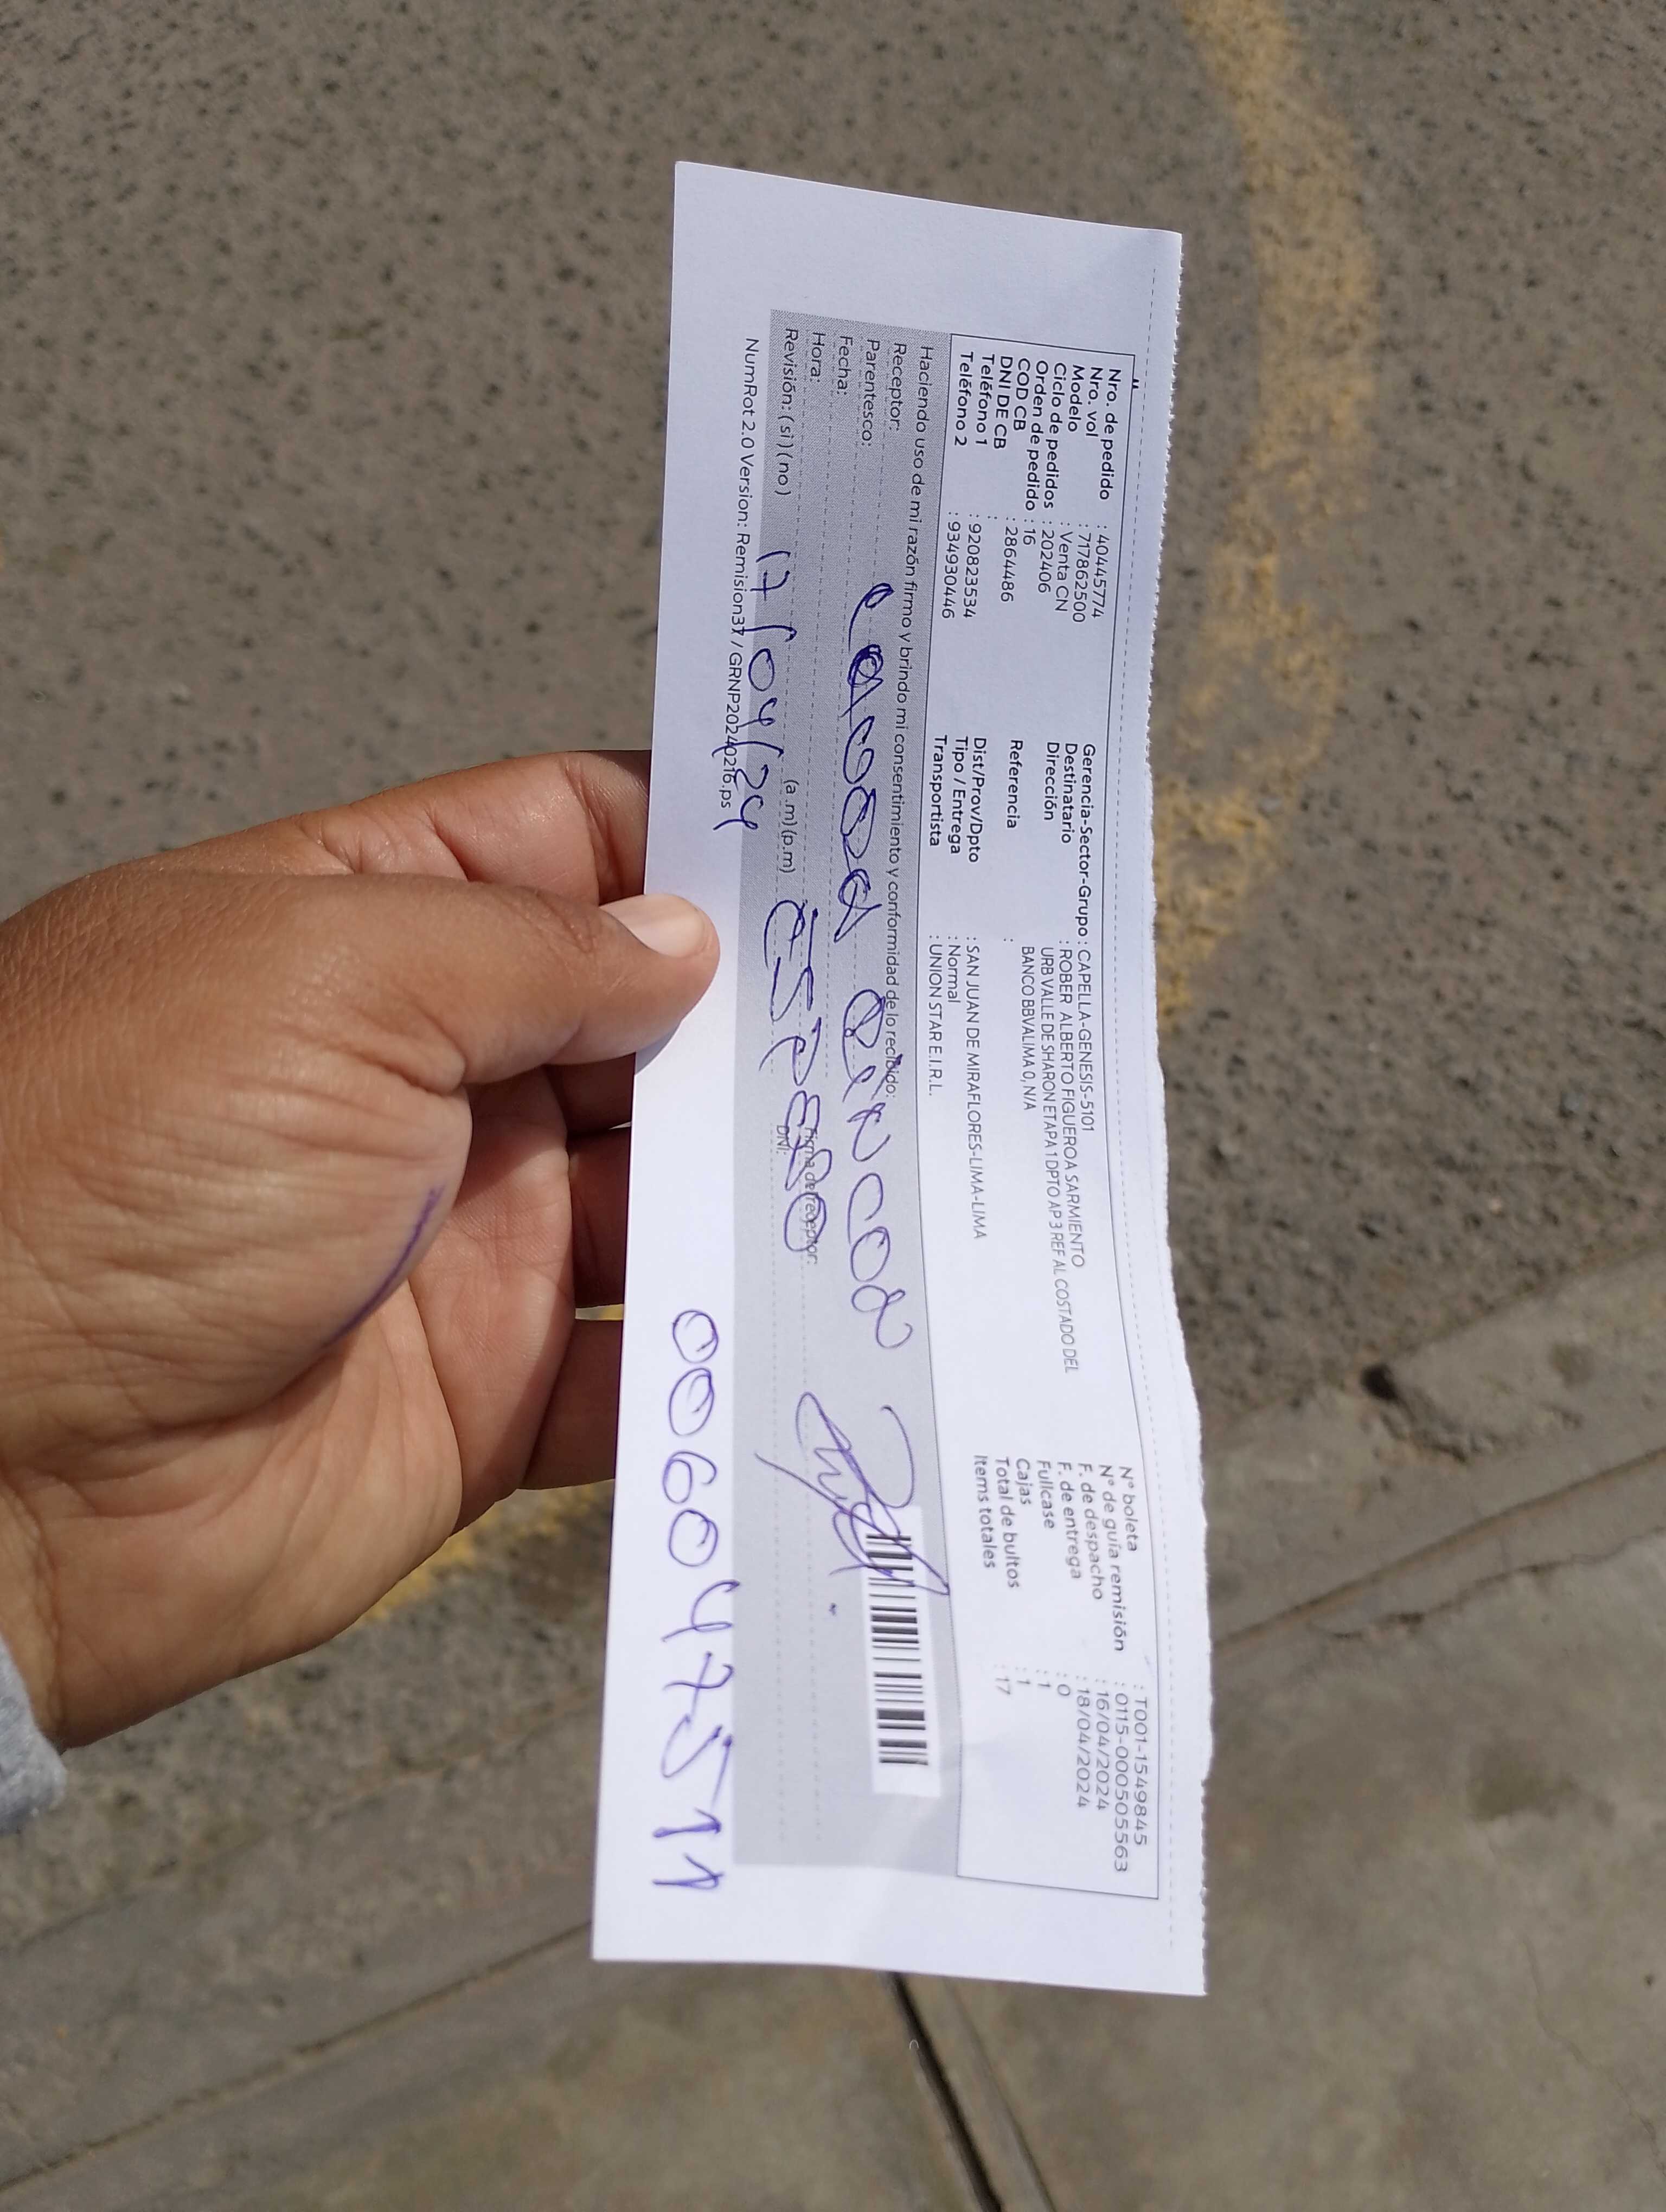 Nro. de pedido : 40445774
Nro. vol : 717862500
Modelo : Venta CN
Ciclo de pedidos : 202406
Orden de pedido : 16
COD CB : 2864486
DNI DE CB :
Teléfono 1 : 920823534
Teléfono 2 : 934930446
Gerencia-Sector-Grupo : CAPELLA-GENESIS-5101
Destinatario : ROBER ALBERTO FIGUEROA SARMIENTO
Dirección URB VALLE DE SHARON ETAPA 1 DPTO AP 3 REF AL COSTADO DEL
BANCO BBVALIMA 0, N/A
Referencia :
Dist/Prov/Dpto : SAN JUAN DE MIRAFLORES-LIMA-LIMA
Tipo / Entrega : Normal
Transportista : UNION STAR E.I.R.L.
N° boleta : T001-1549845
N° de guía remisión : 0115-0005055563
F. de despacho : 16/04/2024
F. de entrega : 18/04/2024
Fullcase : 0
Cajas : 1
Total de bultos : 1
Items totales : 17
Haciendo uso de mi razón firmo y brindo mi consentimiento y conformidad de lo recibido:
Receptor:
Parentesco:
Fecha:
Hora: (a.m) (p.m)
Revisión: (si) (no)
Firma del receptor:
DNI:
17/04/24
006047511
NumRot 2.0 Version: Remision37 / GRNP20240216.ps